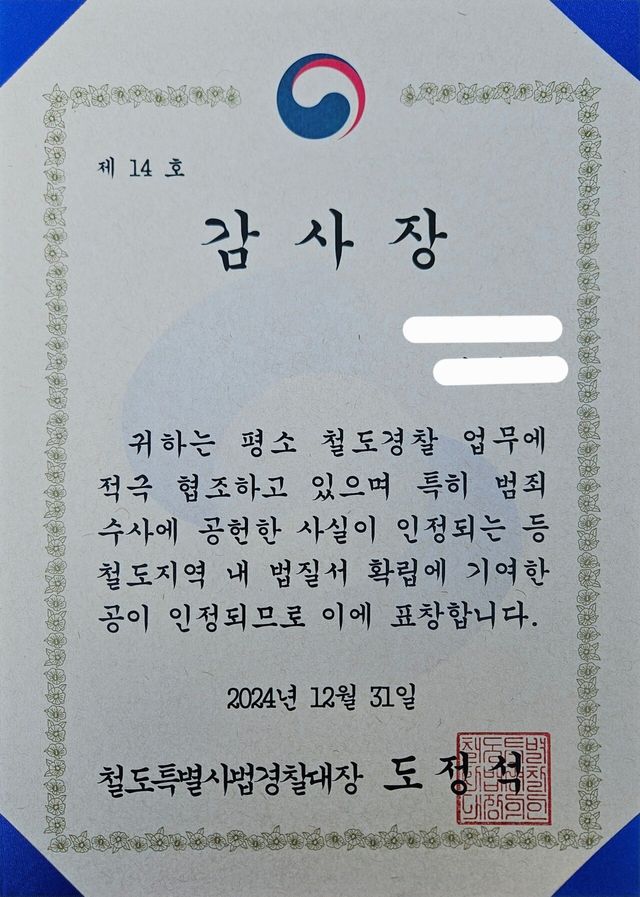 제 14 호
감 사 장
귀하는 평소 철도경찰 업무에
적극 협조하고 있으며 특히 범죄
수사에 공헌한 사실이 인정되는 등
철도지역 내 법질서 확립에 기여한
공이 인정되므로 이에 표창합니다.
2024년 12월 31일
철도특별사법경찰대장 도 정 석